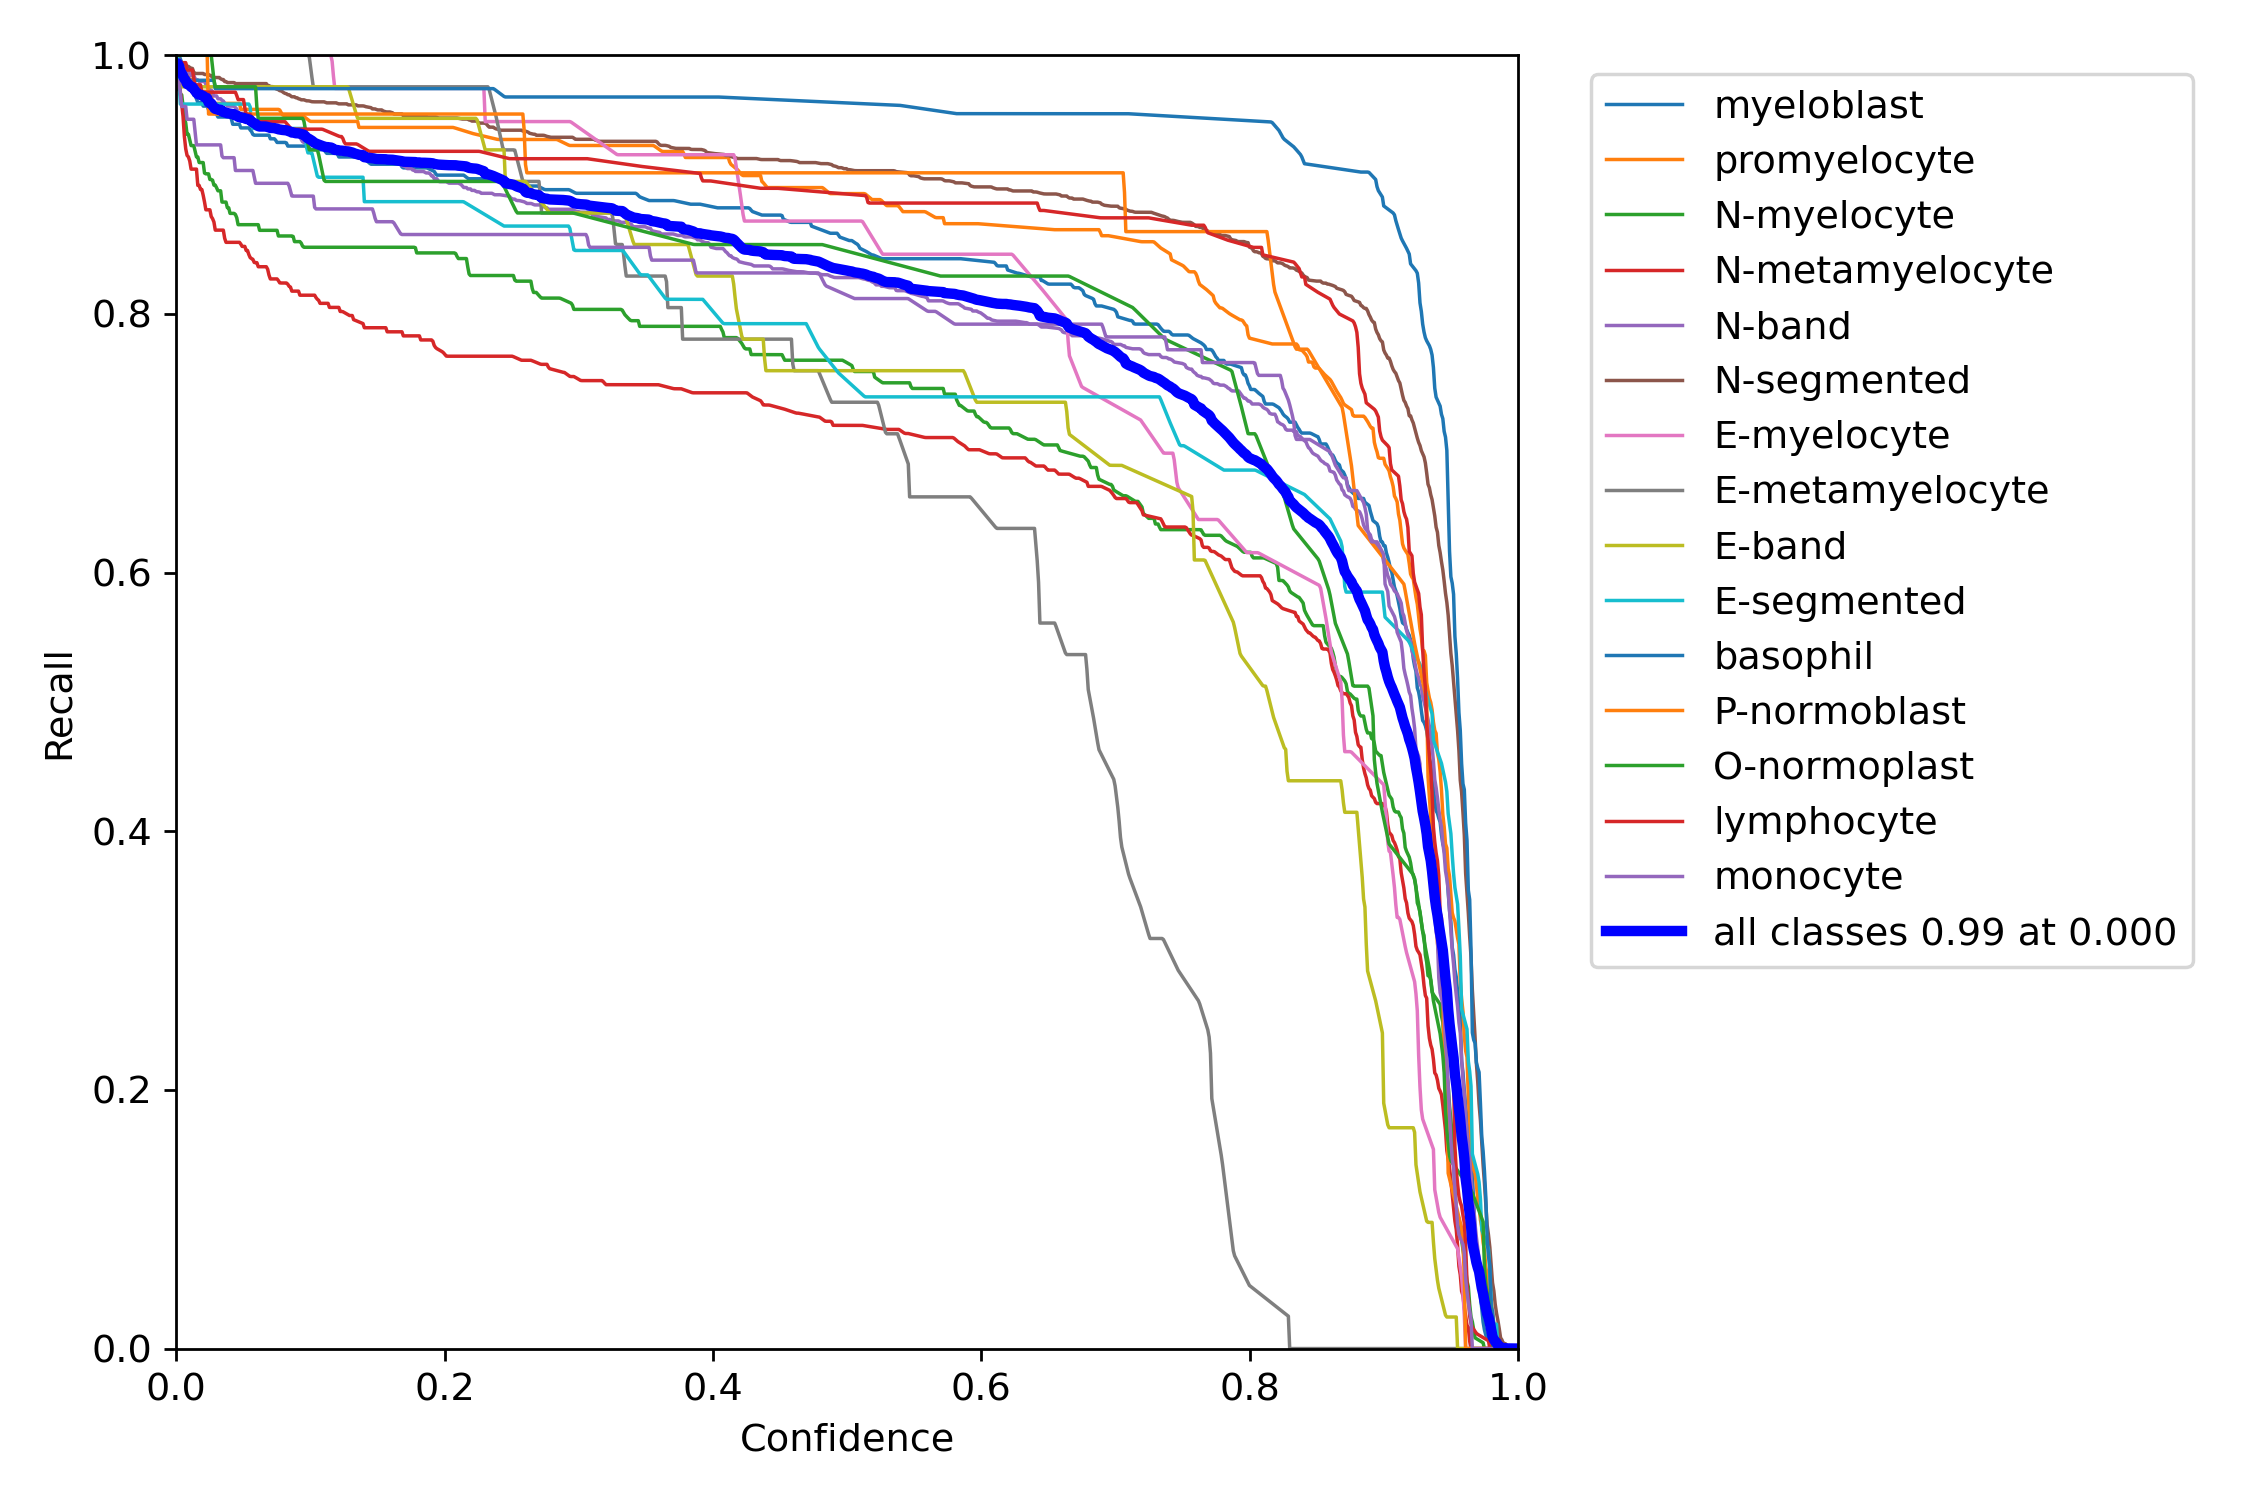 1.0
0.8
0.6
0.4
0.2
0.0
Recall
0.0 0.2 0.4 0.6 0.8 1.0
Confidence
myeloblast
promyelocyte
N-myelocyte
N-metamyelocyte
N-band
N-segmented
E-myelocyte
E-metamyelocyte
E-band
E-segmented
basophil
P-normoblast
O-normoplast
lymphocyte
monocyte
all classes 0.99 at 0.000